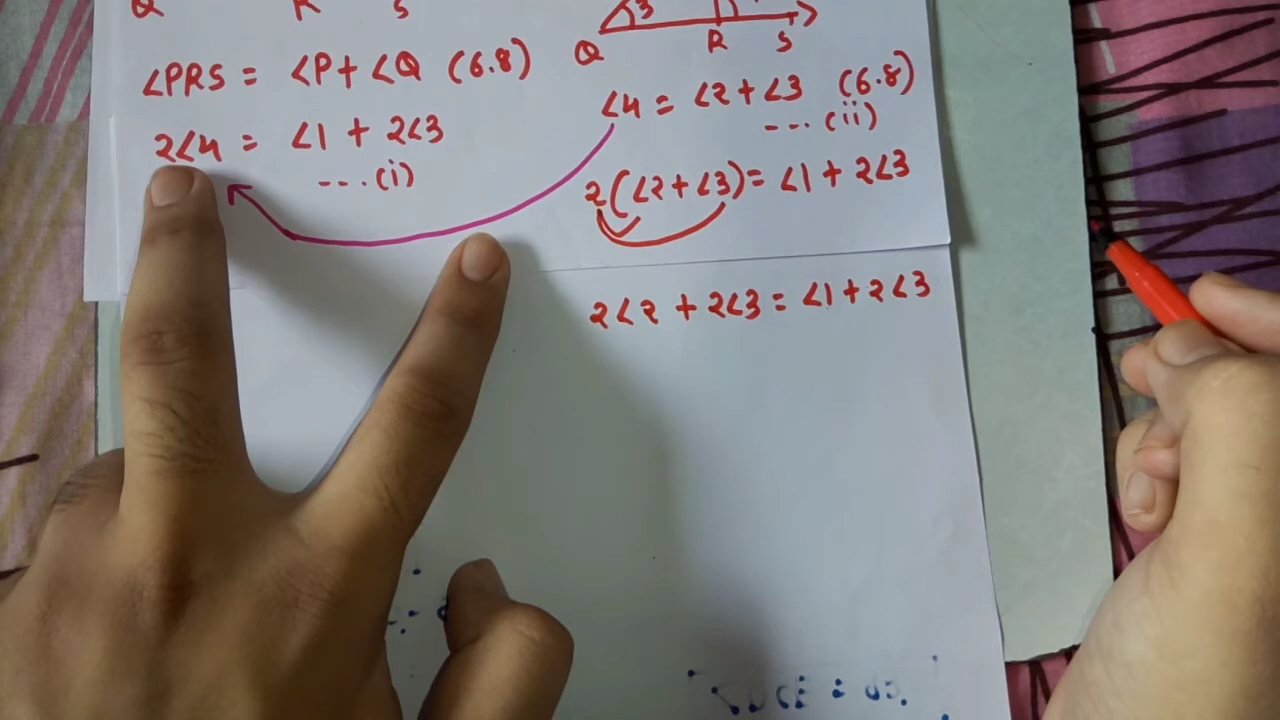 Q R S
3
Q R S
<PRS = <P + <Q (6.8)
2<4 = <1 + 2<3
--- (i)
<4 = <2 + <3 (6.8)
--- (ii)
2(<2 + <3) = <1 + 2<3
2<2 + 2<3 = <1 + 2<3